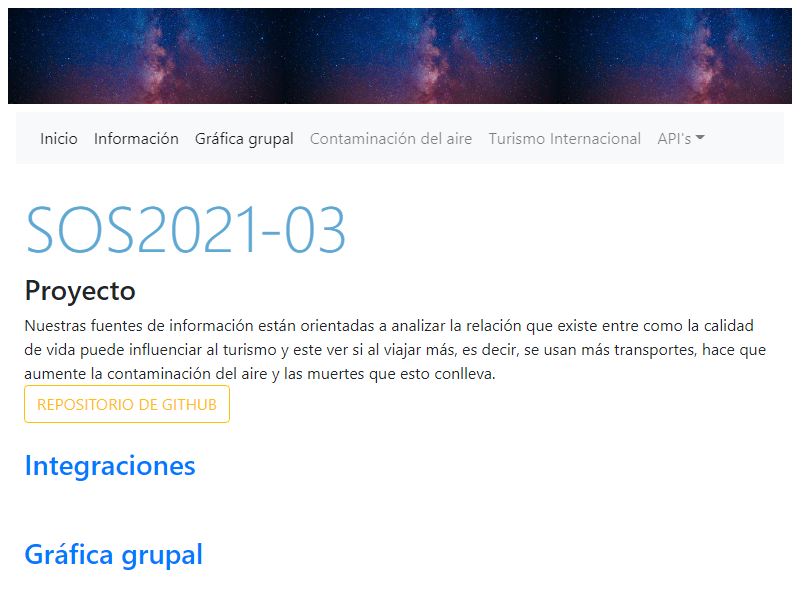 Inicio Información Gráfica grupal Contaminación del aire Turismo Internacional API's
SOS2021-03
Proyecto
Nuestras fuentes de información están orientadas a analizar la relación que existe entre como la calidad
de vida puede influenciar al turismo y este ver si al viajar más, es decir, se usan más transportes, hace que
aumente la contaminación del aire y las muertes que esto conlleva.
REPOSITORIO DE GITHUB
Integraciones
Gráfica grupal